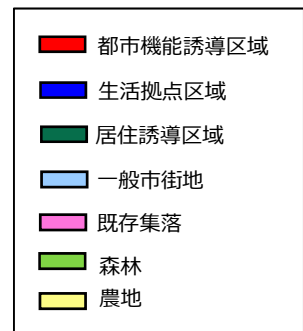 都市機能誘導区域
生活拠点区域
居住誘導区域
一般市街地
既存集落
森林
農地